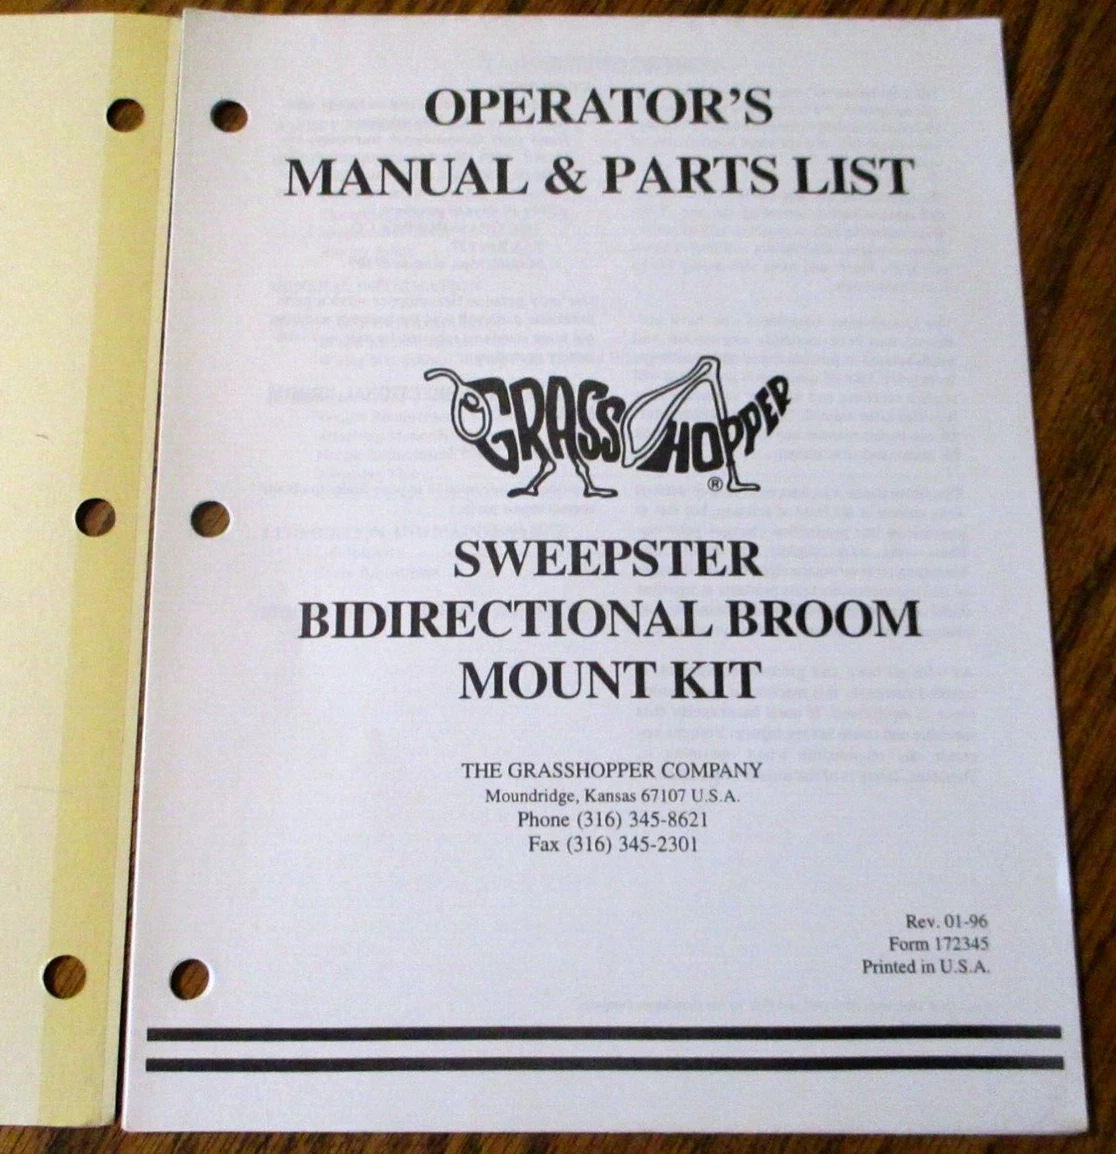 OPERATOR'S
MANUAL & PARTS LIST
GRASSHOPPER
®
SWEEPSTER
BIDIRECTIONAL BROOM
MOUNT KIT
THE GRASSHOPPER COMPANY
Moundridge, Kansas 67107 U.S.A.
Phone (316) 345-8621
Fax (316) 345-2301
Rev. 01-96
Form 172345
Printed in U.S.A.